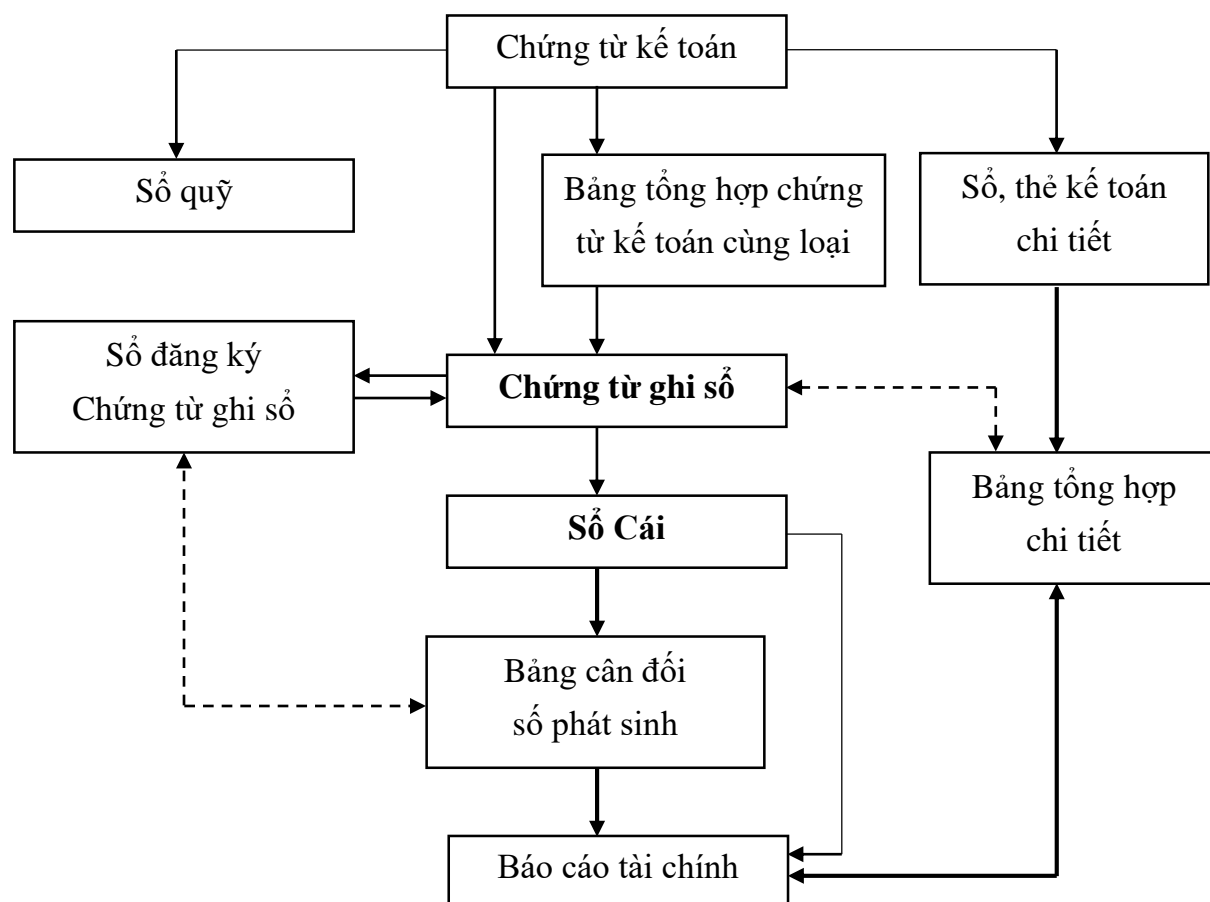 Chứng từ kế toán
Sổ quỹ
Bảng tổng hợp chứng
từ kế toán cùng loại
Sổ, thẻ kế toán
chi tiết
Sổ đăng ký
Chứng từ ghi sổ
Chứng từ ghi sổ
Bảng tổng hợp
chi tiết
Sổ Cái
Bảng cân đối
số phát sinh
Báo cáo tài chính